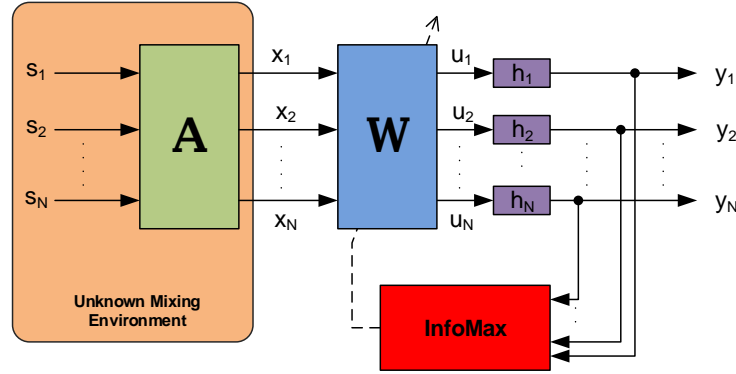 s1 x1 u1 h1 y1
s2 A x2 W u2 h2 y2
sN xN uN hN yN
Unknown Mixing
Environment
InfoMax